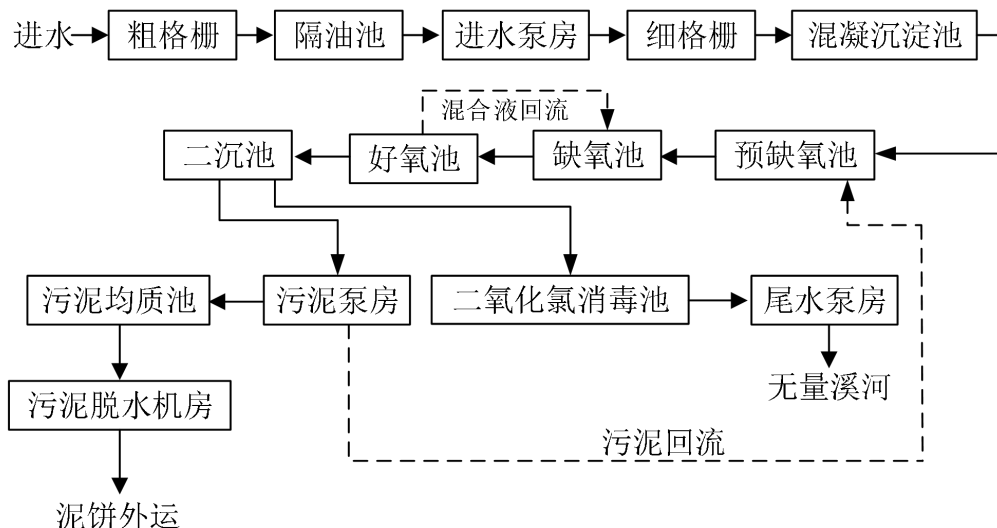 进水
粗格栅
隔油池
进水泵房
细格栅
混凝沉淀池
混合液回流
二沉池
好氧池
缺氧池
预缺氧池
污泥均质池
污泥泵房
二氧化氯消毒池
尾水泵房
污泥脱水机房
无量溪河
污泥回流
泥饼外运